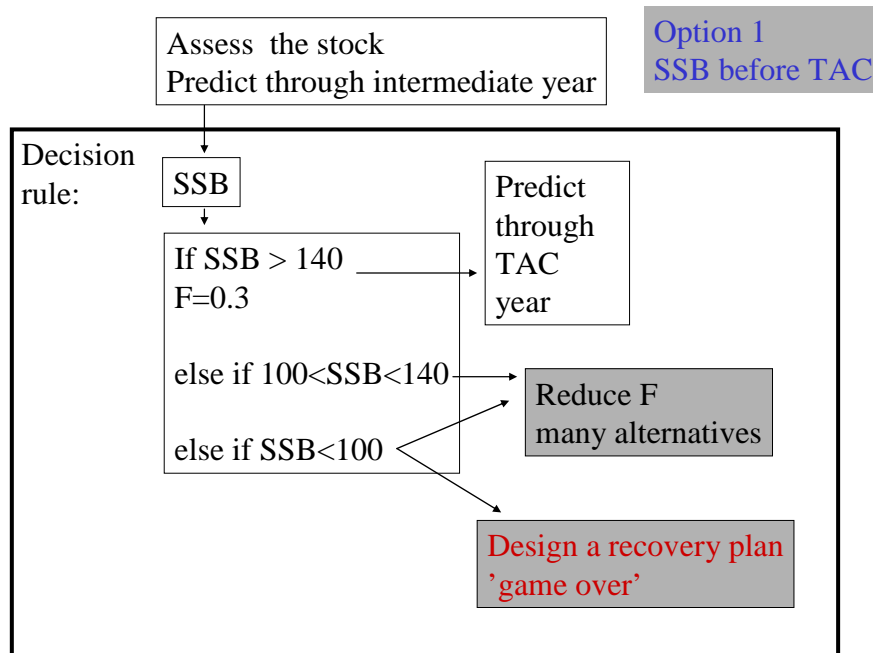 Assess the stock
Predict through intermediate year
Option 1
SSB before TAC
Decision
rule:
SSB
If SSB > 140
F=0.3
else if 100<SSB<140
else if SSB<100
Predict
through
TAC
year
Reduce F
many alternatives
Design a recovery plan
’game over’